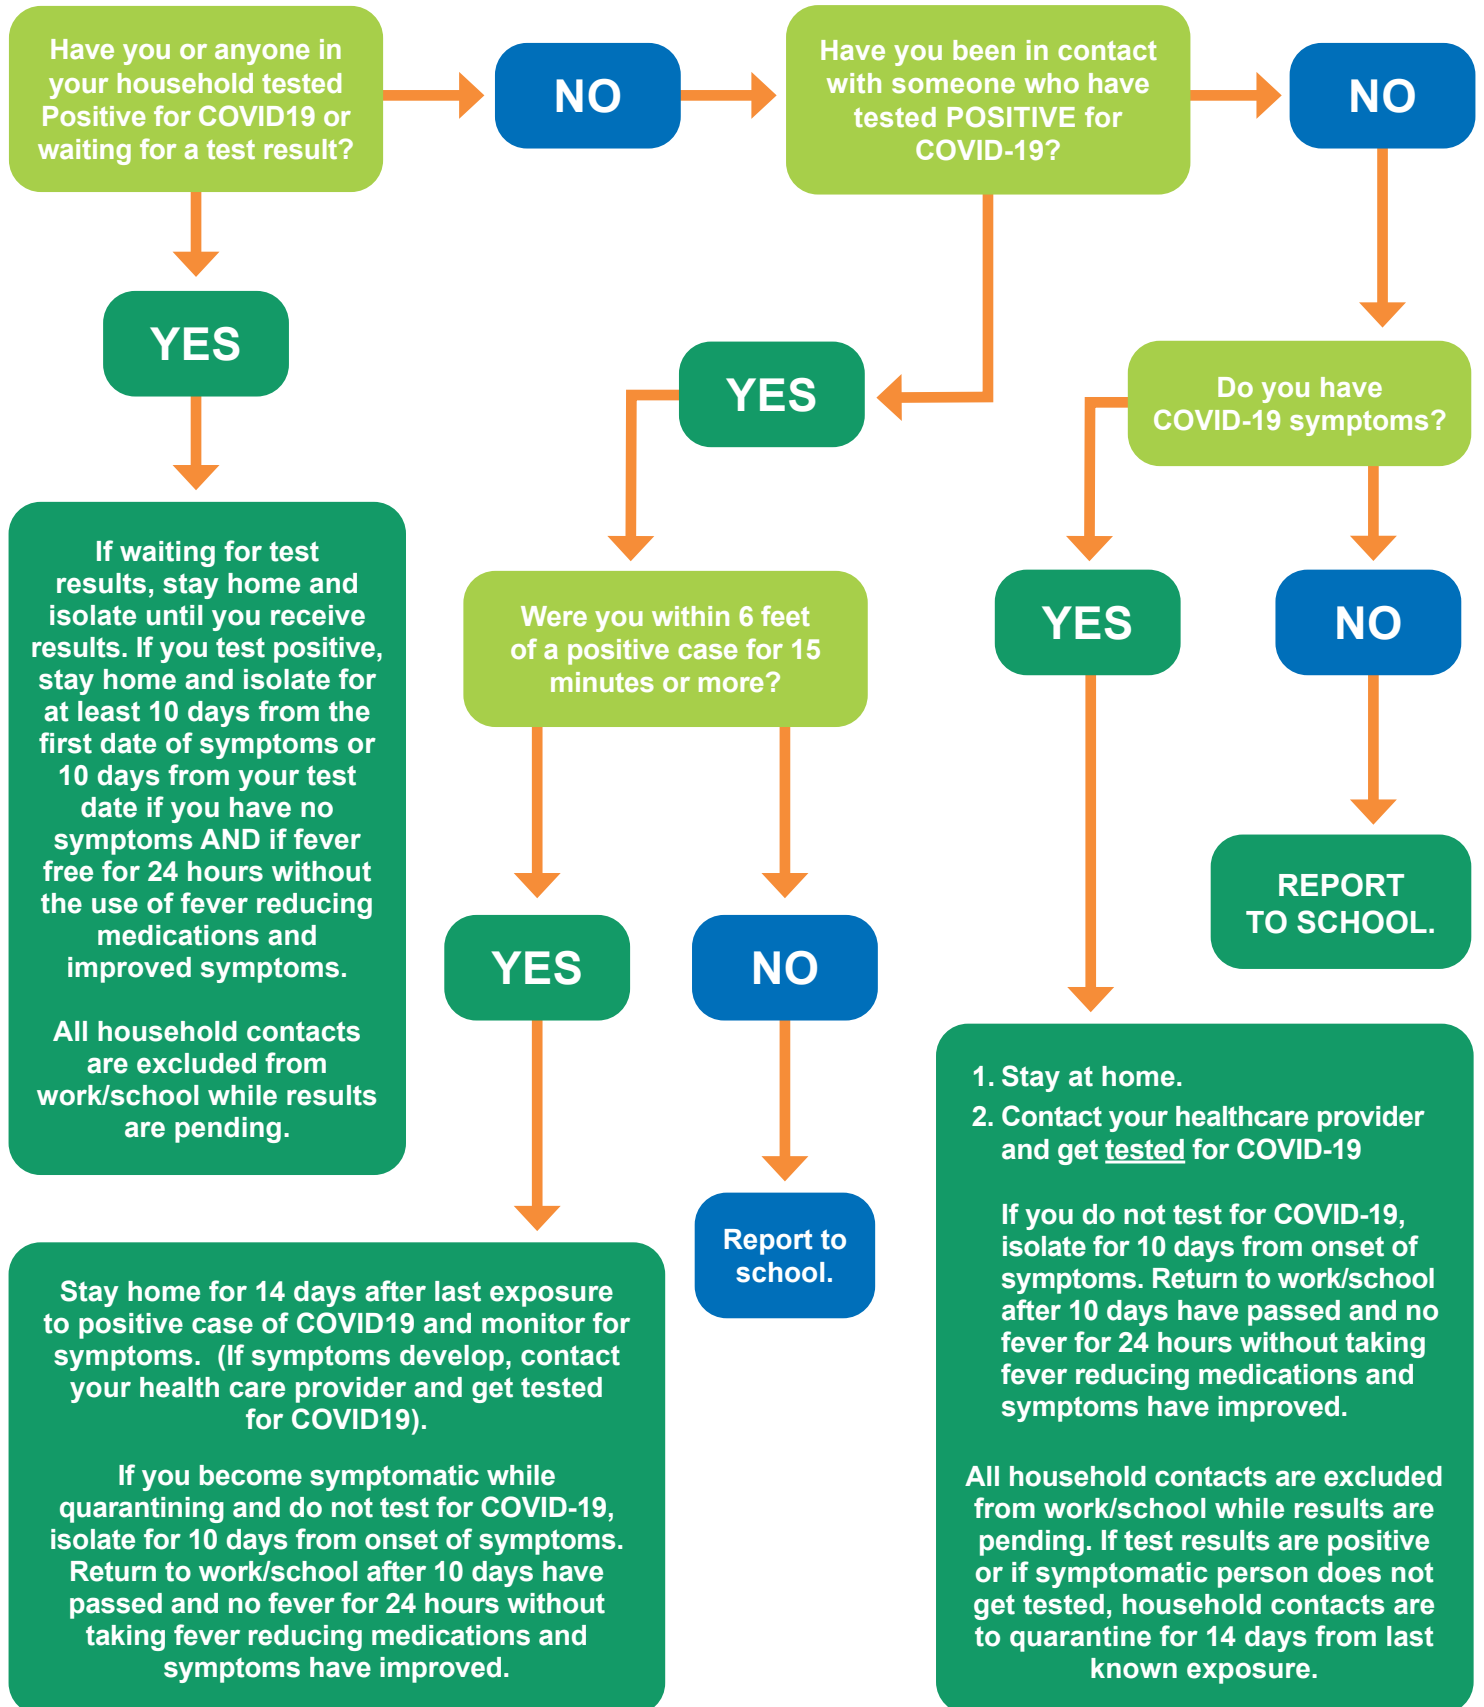 Have you or anyone in
your household tested
Positive for COVID19 or
waiting for a test result?
NO
Have you been in contact
with someone who have
tested POSITIVE for
COVID-19?
NO
YES
YES
Do you have
COVID-19 symptoms?
If waiting for test
results, stay home and
isolate until you receive
results. If you test positive,
stay home and isolate for
at least 10 days from the
first date of symptoms or
10 days from your test
date if you have no
symptoms AND if fever
free for 24 hours without
the use of fever reducing
medications and
improved symptoms.
All household contacts
are excluded from
work/school while results
are pending.
Were you within 6 feet
of a positive case for 15
minutes or more?
YES
NO
REPORT
TO SCHOOL.
YES
NO
Report to
school.
Stay home for 14 days after last exposure
to positive case of COVID19 and monitor for
symptoms.  (If symptoms develop, contact
your health care provider and get tested
for COVID19).
If you become symptomatic while
quarantining and do not test for COVID-19,
isolate for 10 days from onset of symptoms.
Return to work/school after 10 days have
passed and no fever for 24 hours without
taking fever reducing medications and
symptoms have improved.
1. Stay at home.
2. Contact your healthcare provider
and get tested for COVID-19
If you do not test for COVID-19,
isolate for 10 days from onset of
symptoms. Return to work/school
after 10 days have passed and no
fever for 24 hours without taking
fever reducing medications and
symptoms have improved.
All household contacts are excluded
from work/school while results are
pending. If test results are positive
or if symptomatic person does not
get tested, household contacts are
to quarantine for 14 days from last
known exposure.